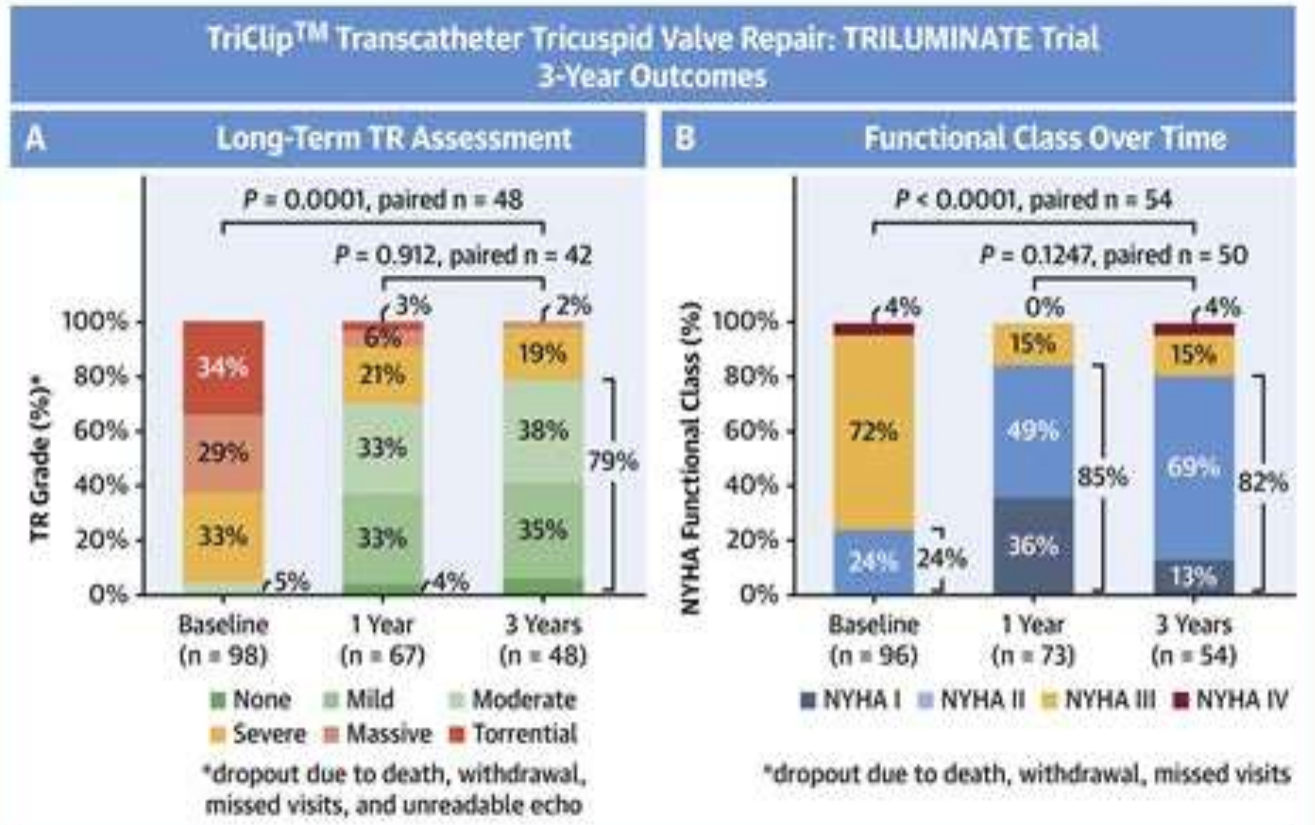 TriClip™ Transcatheter Tricuspid Valve Repair: TRILUMINATE Trial
3-Year Outcomes
A Long-Term TR Assessment
P = 0.0001, paired n = 48
P = 0.912, paired n = 42
TR Grade (%)*
100%
80%
60%
40%
20%
0%
34%
29%
33%
5%
3%
6%
21%
33%
33%
4%
2%
19%
38%
35%
79%
Baseline
(n = 98)
1 Year
(n = 67)
3 Years
(n = 48)
None Mild Moderate
Severe Massive Torrential
*dropout due to death, withdrawal,
missed visits, and unreadable echo
B Functional Class Over Time
P < 0.0001, paired n = 54
P = 0.1247, paired n = 50
NYHA Functional Class (%)
100%
80%
60%
40%
20%
0%
4%
72%
24%
24%
0%
15%
49%
36%
85%
4%
15%
69%
13%
82%
Baseline
(n = 96)
1 Year
(n = 73)
3 Years
(n = 54)
NYHA I NYHA II NYHA III NYHA IV
*dropout due to death, withdrawal, missed visits